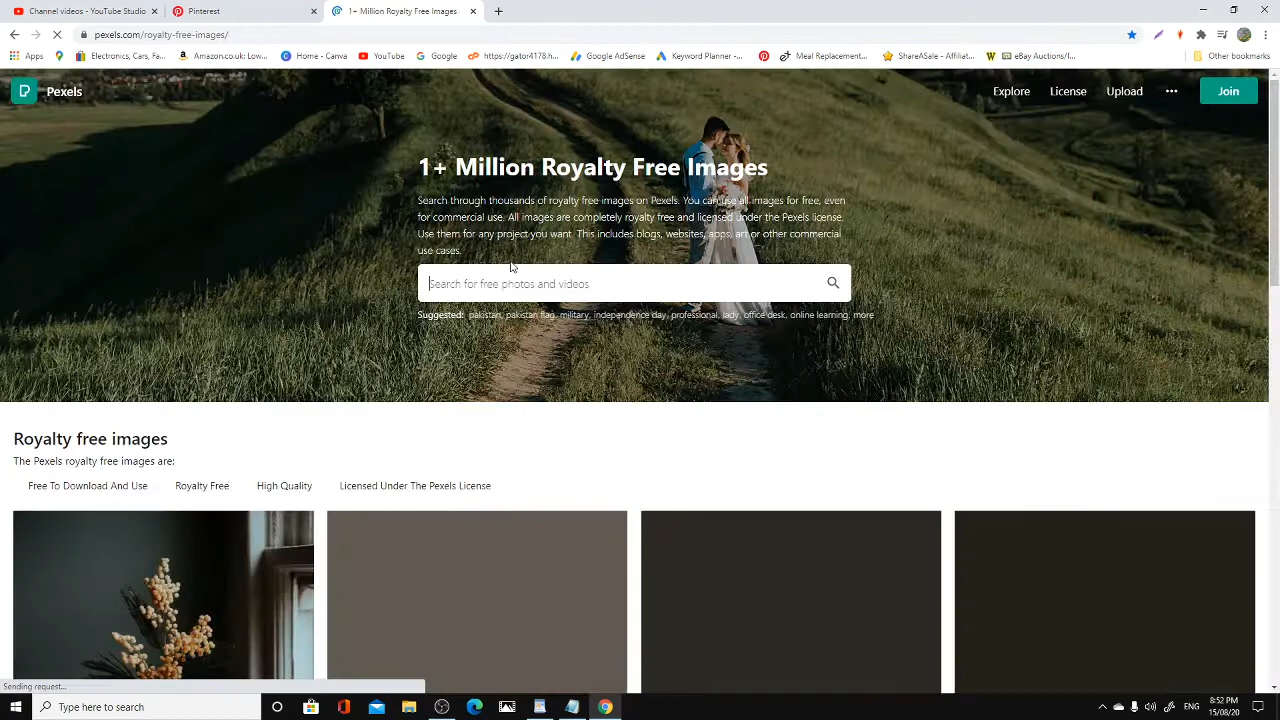 Channel videos - YouTube Studio
Pinterest
1+ Million Royalty Free Images
pexels.com/royalty-free-images/
Apps
Electronics, Cars, Fa...
Amazon.co.uk: Low...
Home - Canva
YouTube
Google
https://gator4178.h...
Google AdSense
Keyword Planner -...
Meal Replacement...
ShareASale - Affiliat...
eBay Auctions/I...
Other bookmarks
Pexels
Explore
License
Upload
Join
1+ Million Royalty Free Images
Search through thousands of royalty free images on Pexels. You can use all images for free, even
for commercial use. All images are completely royalty free and licensed under the Pexels license.
Use them for any project you want. This includes blogs, websites, apps, art or other commercial
use cases.
Search for free photos and videos
Suggested: pakistan, pakistan flag, military, independence day, professional, lady, office desk, online learning, more
Royalty free images
The Pexels royalty free images are:
Free To Download And Use
Royalty Free
High Quality
Licensed Under The Pexels License
Sending request...
Type here to search
8:52 PM
15/08/20